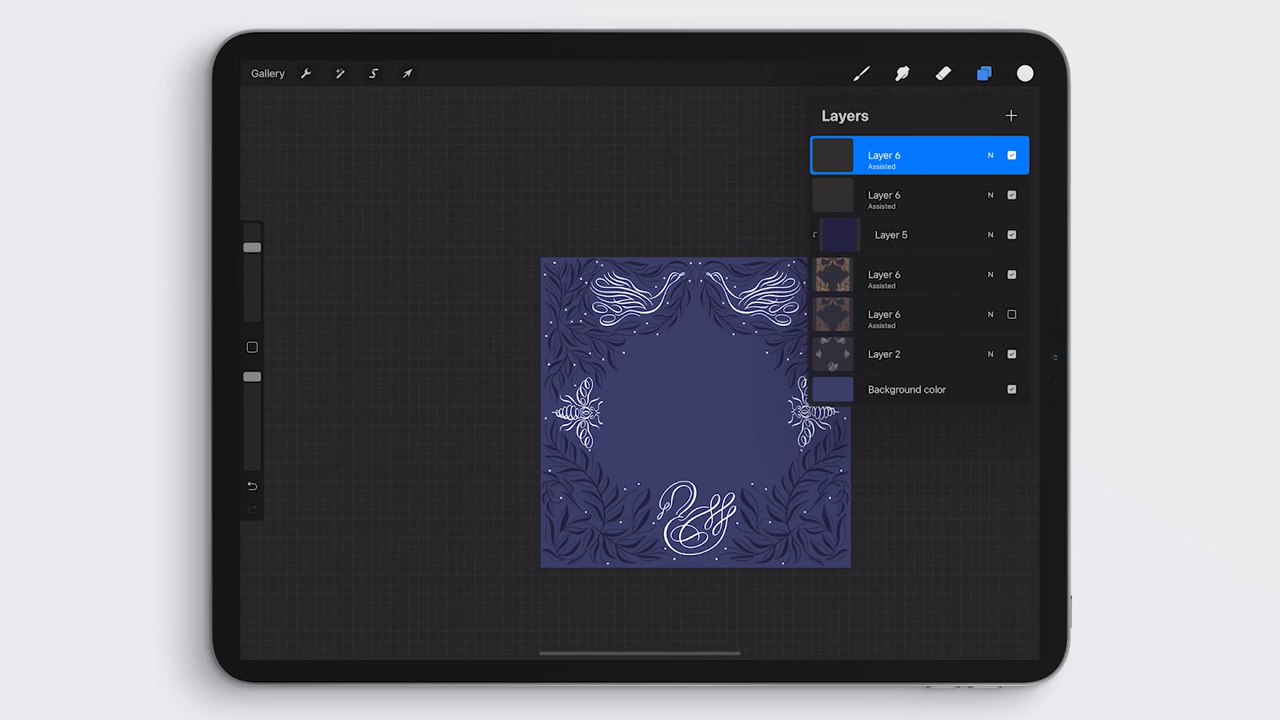 Gallery
Layers
Layer 6
N
Assisted
Layer 6
N
Assisted
Layer 5
N
Layer 6
N
Assisted
Layer 6
N
Assisted
Layer 2
N
Background color